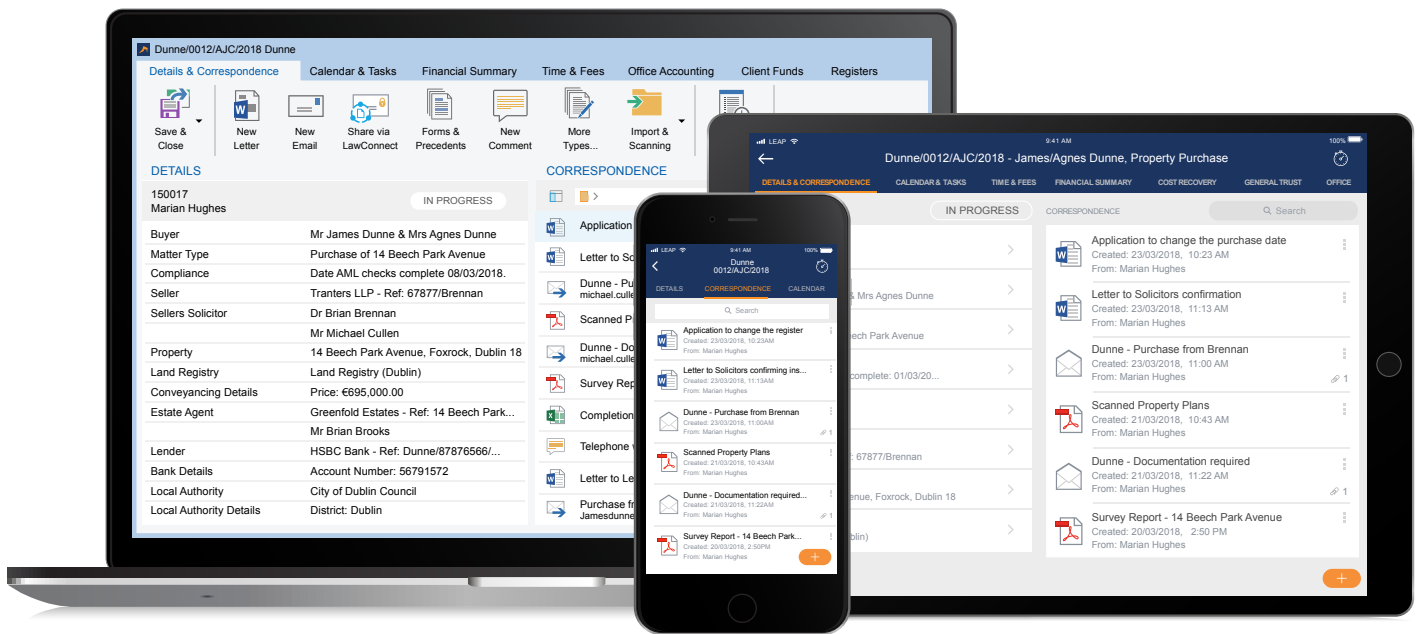 Dunne/0012/AJC/2018 Dunne
Details & Correspondence
Calendar & Tasks
Financial Summary
Time & Fees
Office Accounting
Client Funds
Registers
Save &
Close
New
Letter
New
Email
Share via
LawConnect
Forms &
Precedents
New
Comment
More
Types...
Import &
Scanning
DETAILS
150017
Marian Hughes
IN PROGRESS
Buyer Mr James Dunne & Mrs Agnes Dunne
Matter Type Purchase of 14 Beech Park Avenue
Compliance Date AML checks complete 08/03/2018.
Seller Tranters LLP - Ref: 67877/Brennan
Sellers Solicitor Dr Brian Brennan
Mr Michael Cullen
Property 14 Beech Park Avenue, Foxrock, Dublin 18
Land Registry Land Registry (Dublin)
Conveyancing Details Price: €695,000.00
Estate Agent Greenfold Estates - Ref: 14 Beech Park...
Mr Brian Brooks
Lender HSBC Bank - Ref: Dunne/87876566/...
Bank Details Account Number: 56791572
Local Authority City of Dublin Council
Local Authority Details District: Dublin
CORRESPONDENCE
Application
Letter to So
Dunne - Pu
michael.culle
Scanned P
Dunne - Do
michael.culle
Survey Rep
Completion
Telephone
Letter to Le
Purchase fr
Jamesdunne
LEAP
9:41 AM
100%
Dunne
0012/AJC/2018
DETAILS
CORRESPONDENCE
CALENDAR
Search
Application to change the register
Created: 23/03/2018, 10:23AM
From: Marian Hughes
Letter to Solicitors confirming ins...
Created: 23/03/2018, 11:13AM
From: Marian Hughes
Dunne - Purchase from Brennan
Created: 23/03/2018, 11:00AM
From: Marian Hughes
1
Scanned Property Plans
Created: 21/03/2018, 10:43AM
From: Marian Hughes
Dunne - Documentation required...
Created: 21/03/2018, 11:22AM
From: Marian Hughes
1
Survey Report - 14 Beech Park...
Created: 20/03/2018, 2:50PM
From: Marian Hughes
LEAP
9:41 AM
100%
Dunne/0012/AJC/2018 - James/Agnes Dunne, Property Purchase
DETAILS & CORRESPONDENCE
CALENDAR & TASKS
TIME & FEES
FINANCIAL SUMMARY
COST RECOVERY
GENERAL TRUST
OFFICE
IN PROGRESS
& Mrs Agnes Dunne
eech Park Avenue
complete: 01/03/20...
: 67877/Brennan
enue, Foxrock, Dublin 18
blin)
CORRESPONDENCE
Search
Application to change the purchase date
Created: 23/03/2018, 10:23 AM
From: Marian Hughes
Letter to Solicitors confirmation
Created: 23/03/2018, 11:13 AM
From: Marian Hughes
Dunne - Purchase from Brennan
Created: 23/03/2018, 11:00 AM
From: Marian Hughes
1
Scanned Property Plans
Created: 21/03/2018, 10:43 AM
From: Marian Hughes
Dunne - Documentation required
Created: 21/03/2018, 11:22 AM
From: Marian Hughes
1
Survey Report - 14 Beech Park Avenue
Created: 20/03/2018, 2:50 PM
From: Marian Hughes